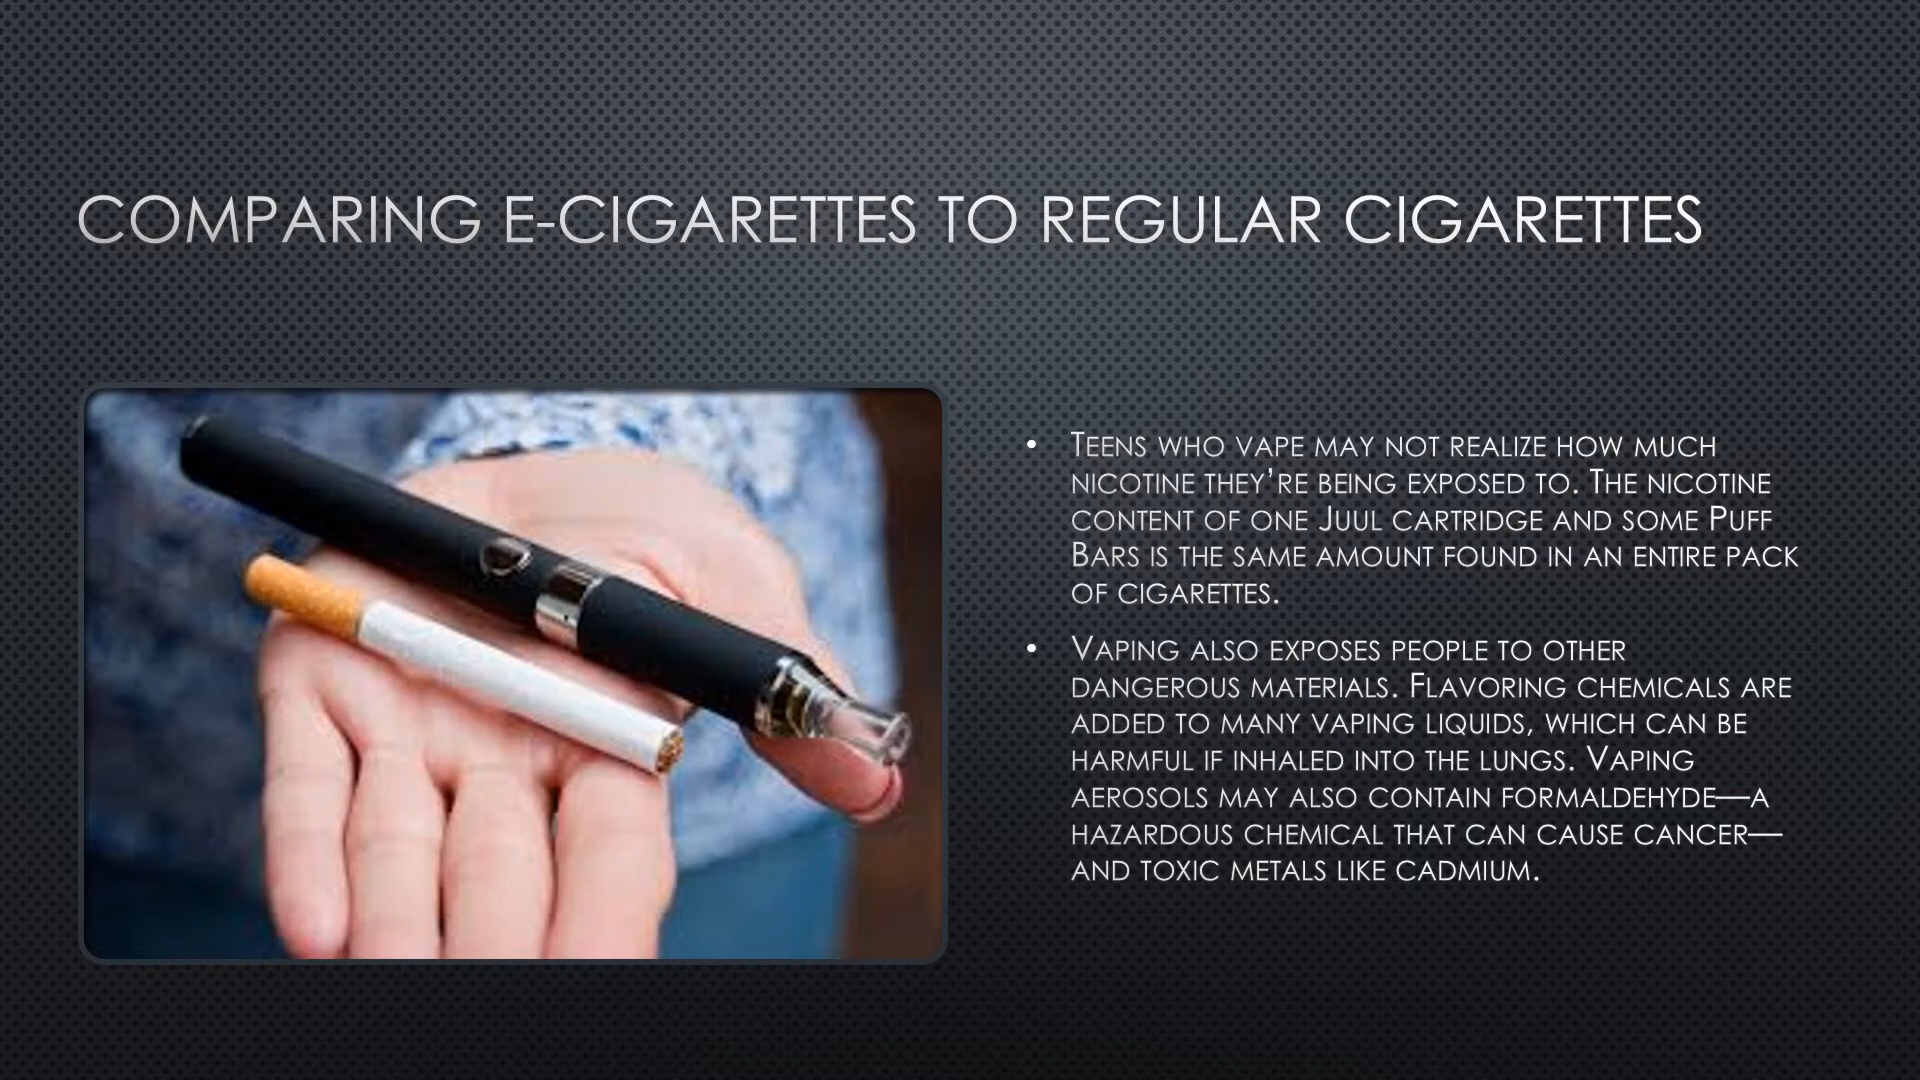 COMPARING E-CIGARETTES TO REGULAR CIGARETTES
• TEENS WHO VAPE MAY NOT REALIZE HOW MUCH
NICOTINE THEY’RE BEING EXPOSED TO. THE NICOTINE
CONTENT OF ONE JUUL CARTRIDGE AND SOME PUFF
BARS IS THE SAME AMOUNT FOUND IN AN ENTIRE PACK
OF CIGARETTES.
• VAPING ALSO EXPOSES PEOPLE TO OTHER
DANGEROUS MATERIALS. FLAVORING CHEMICALS ARE
ADDED TO MANY VAPING LIQUIDS, WHICH CAN BE
HARMFUL IF INHALED INTO THE LUNGS. VAPING
AEROSOLS MAY ALSO CONTAIN FORMALDEHYDE—A
HAZARDOUS CHEMICAL THAT CAN CAUSE CANCER—
AND TOXIC METALS LIKE CADMIUM.